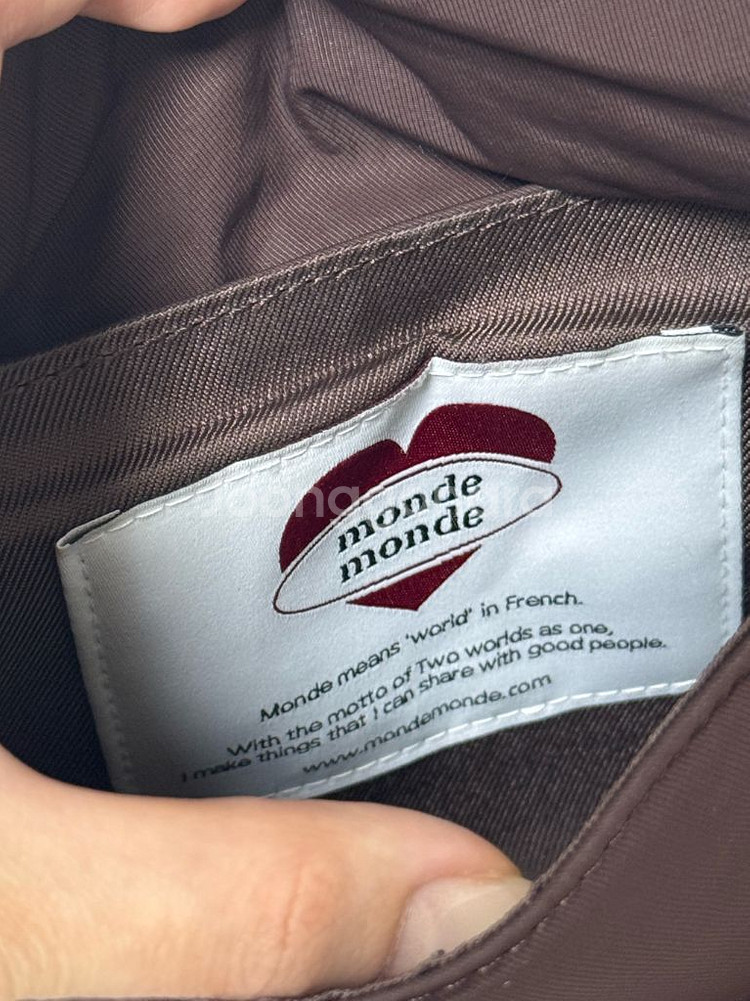 monde
monde
Monde means 'world' in French.
With the motto of Two worlds as one,
I make things that I can share with good people.
www.mondemonde.com